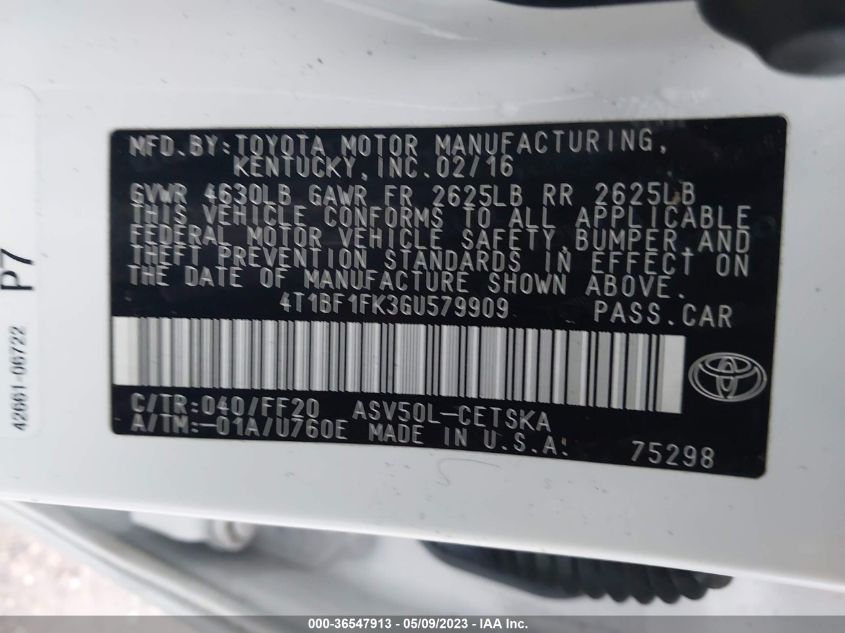 MFD. BY: TOYOTA MOTOR MANUFACTURING,
KENTUCKY, INC. 02/16
GVWR 4630LB GAWR FR 2625LB RR 2625LB
THIS VEHICLE CONFORMS TO ALL APPLICABLE
FEDERAL MOTOR VEHICLE SAFETY, BUMPER, AND
THEFT PREVENTION STANDARDS IN EFFECT ON
THE DATE OF MANUFACTURE SHOWN ABOVE.
4T1BF1FK3GU579909 PASS. CAR
C/TR: 040/FF20 ASV50L-CETSKA
A/TM: -01A/U760E MADE IN U.S.A. 75298
42661-06722 P7
000-36547913 / 05/09/2023 - IAA Inc.